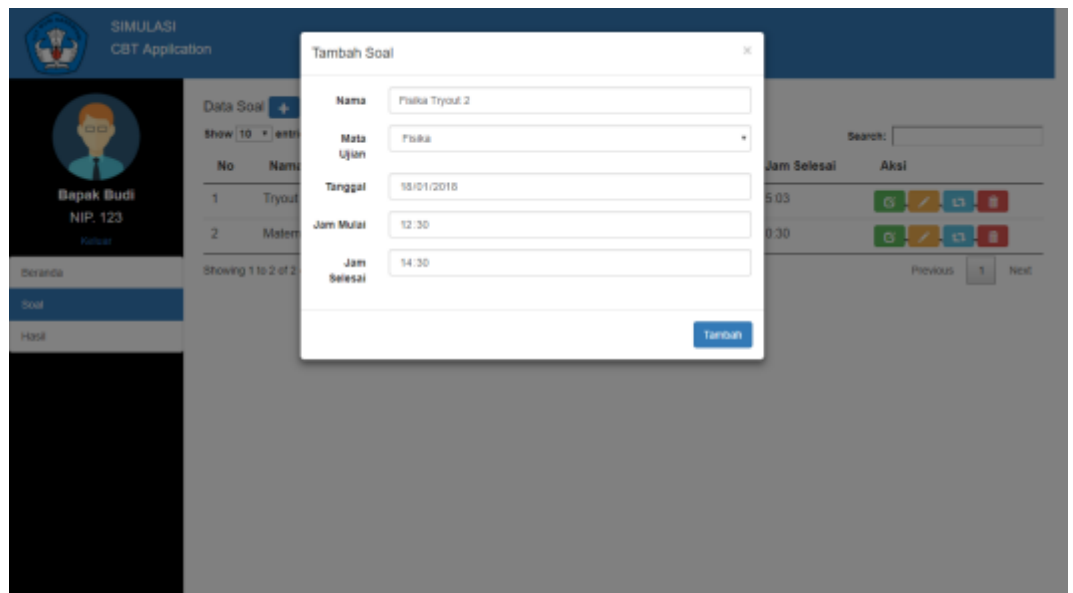 SIMULASI
CBT Application
Bapak Budi
NIP. 123
Keluar
Beranda
Soal
Hasil
Data Soal +
Show 10 entri
Search:
No Nama Jam Selesai Aksi
1 Tryout 5:03
2 Matem 0:30
Showing 1 to 2 of 2
Previous 1 Next
Tambah Soal ×
Nama Fisika Tryout 2
Mata Ujian Fisika
Tanggal 18/01/2018
Jam Mulai 12:30
Jam Selesai 14:30
Tambah